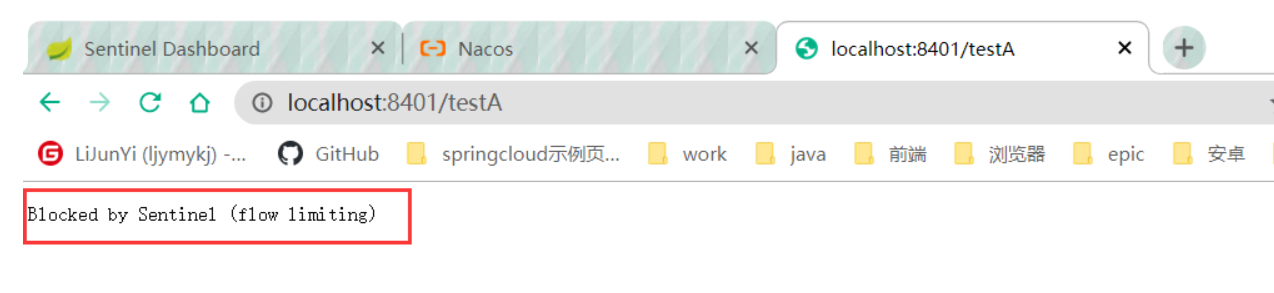 Sentinel Dashboard Nacos localhost:8401/testA
localhost:8401/testA
LiJunYi (ljymykj) -... GitHub springcloud示例页... work java 前端 浏览器 epic 安卓
Blocked by Sentinel (flow limiting)